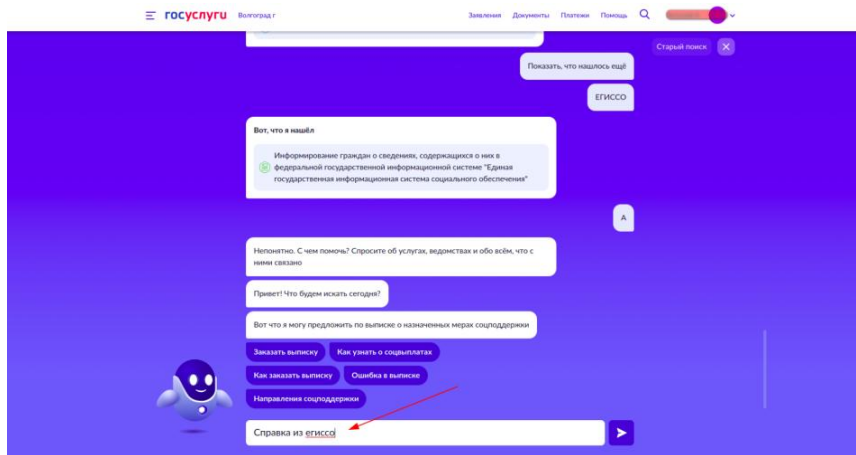 госуслуги Волгоград г Заявления Документы Платежи Помощь
Старый поиск
Показать, что нашлось ещё
ЕГИССО
Вот, что я нашёл
Информирование граждан о сведениях, содержащихся о них в
федеральной государственной информационной системе "Единая
государственная информационная система социального обеспечения"
А
Непонятно. С чем помочь? Спросите об услугах, ведомствах и обо всём, что с
ними связано
Привет! Что будем искать сегодня?
Вот что я могу предложить по выписке о назначенных мерах соцподдержки
Заказать выписку Как узнать о соцвыплатах
Как заказать выписку Ошибка в выписке
Направления соцподдержки
Справка из егиссо